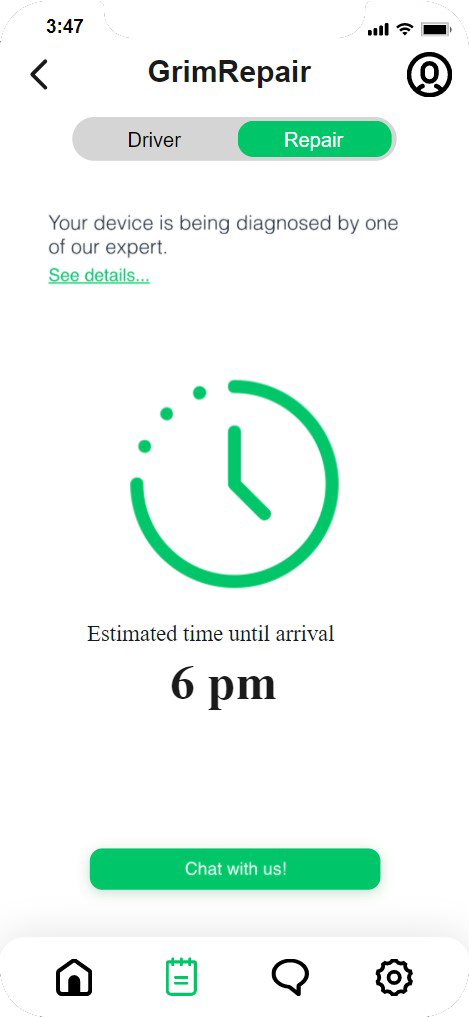 3:47
GrimRepair
Driver
Repair
Your device is being diagnosed by one
of our expert.
See details...
Estimated time until arrival
6 pm
Chat with us!